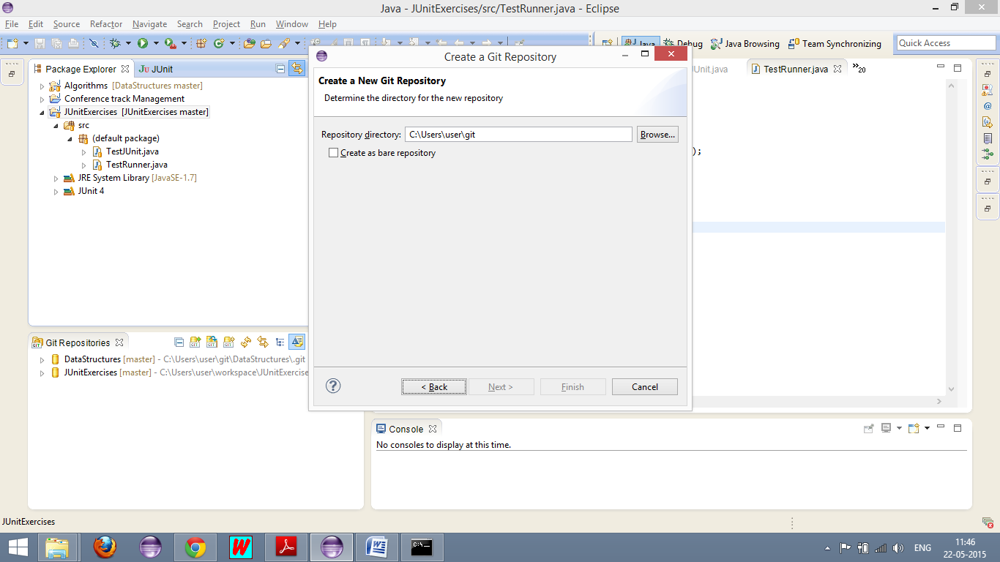 Java - JUnitExercises/src/TestRunner.java - Eclipse
File Edit Source Refactor Navigate Search Project Run Window Help
Java Debug Java Browsing Team Synchronizing Quick Access
Package Explorer JUnit
Algorithms [DataStructures master]
Conference track Management
JUnitExercises [JUnitExercises master]
src
(default package)
TestJUnit.java
TestRunner.java
JRE System Library [JavaSE-1.7]
JUnit 4
Git Repositories
DataStructures [master] - C:\Users\user\git\DataStructures\.git
JUnitExercises [master] - C:\Users\user\workspace\JUnitExercise
Create a Git Repository
Create a New Git Repository
Determine the directory for the new repository
Repository directory: C:\Users\user\git Browse...
Create as bare repository
< Back Next > Finish Cancel
JUnit.java TestRunner.java »20
);
Console
No consoles to display at this time.
JUnitExercises
ENG 11:46
22-05-2015